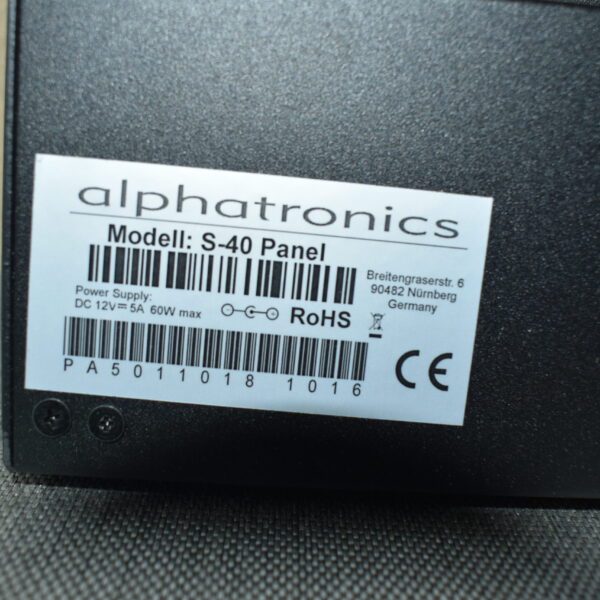 alphatronics
Modell: S-40 Panel
Power Supply:
DC 12V⎓5A 60W max
RoHS
Breitengraserstr. 6
90482 Nürnberg
Germany
CE
PA5011018 1016